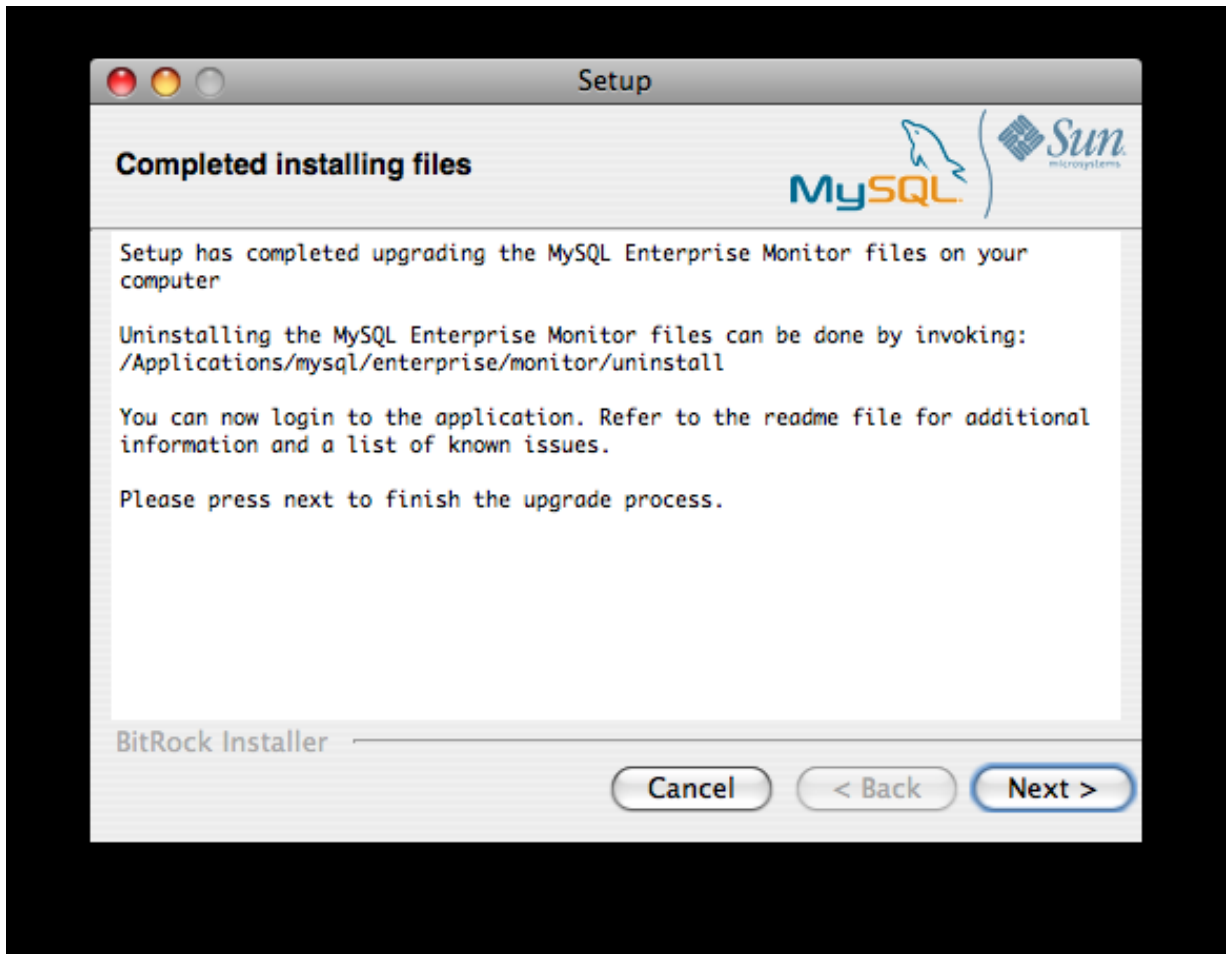 Setup
Completed installing files
MySQL
Sun
microsystems
Setup has completed upgrading the MySQL Enterprise Monitor files on your
computer
Uninstalling the MySQL Enterprise Monitor files can be done by invoking:
/Applications/mysql/enterprise/monitor/uninstall
You can now login to the application. Refer to the readme file for additional
information and a list of known issues.
Please press next to finish the upgrade process.
BitRock Installer
Cancel
< Back
Next >